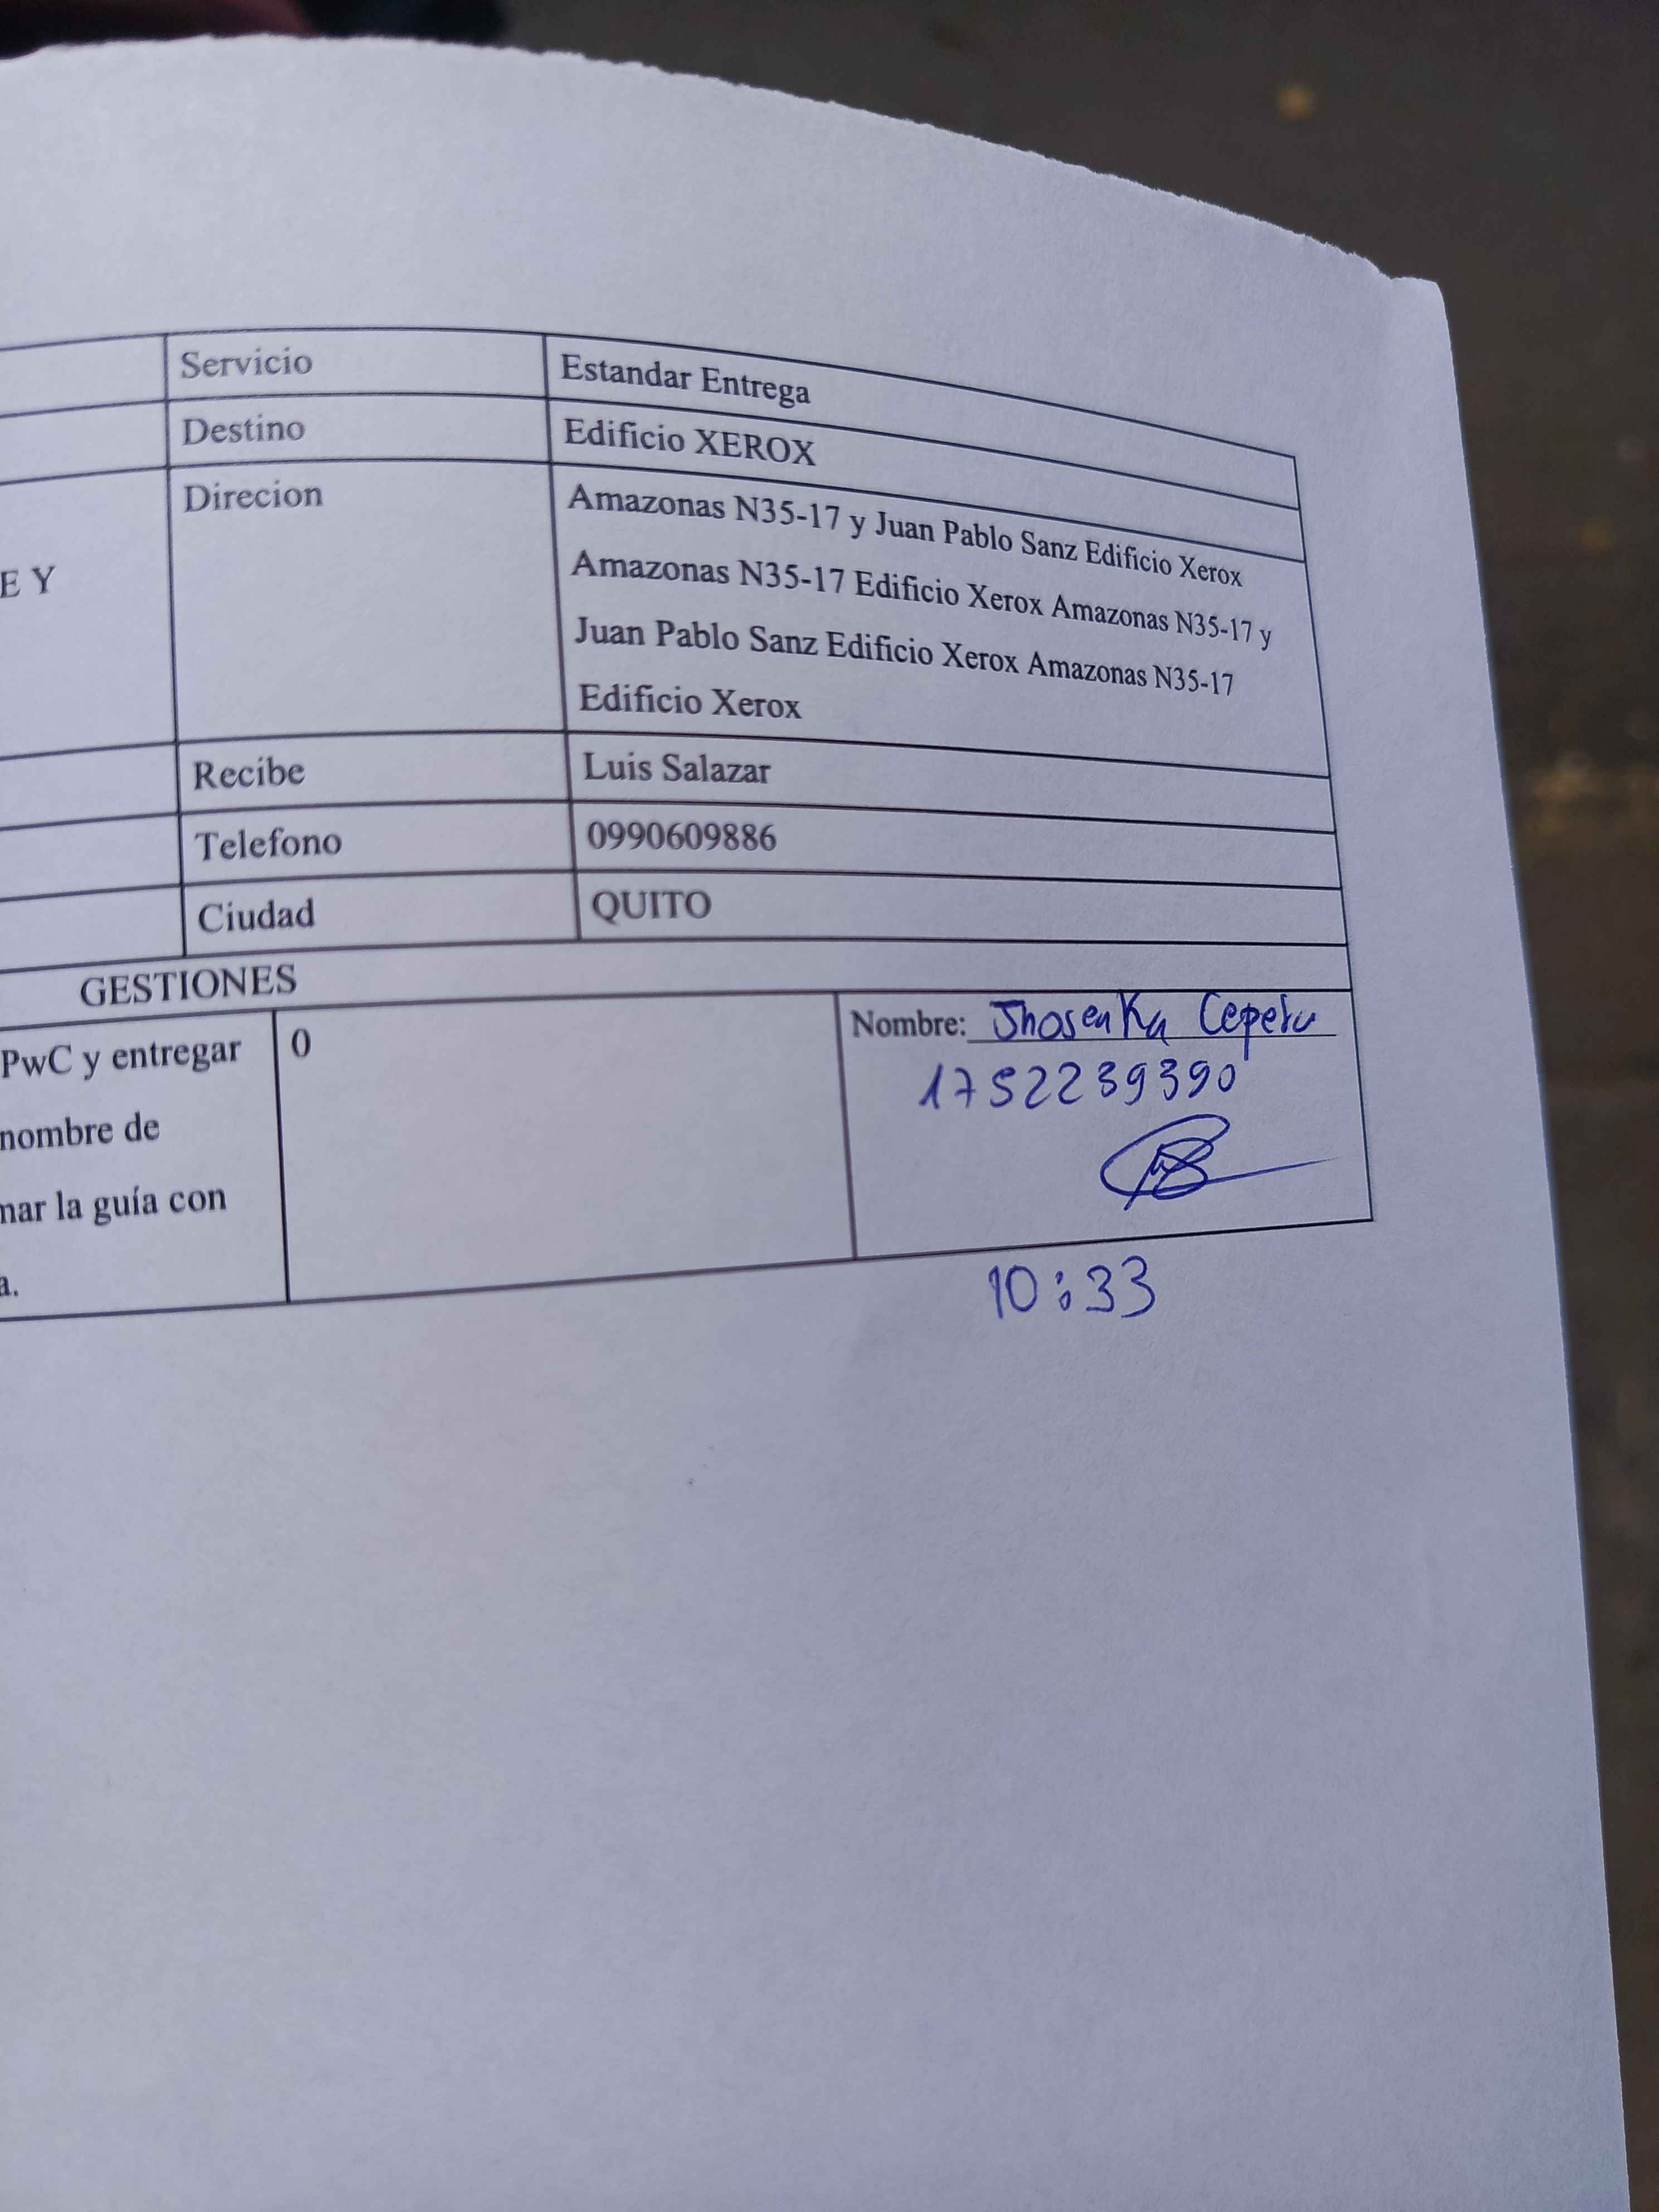 Servicio Estandar Entrega
Destino Edificio XEROX
Direcion Amazonas N35-17 y Juan Pablo Sanz Edificio Xerox
E Y Amazonas N35-17 Edificio Xerox Amazonas N35-17 y
Juan Pablo Sanz Edificio Xerox Amazonas N35-17
Edificio Xerox
Recibe Luis Salazar
Telefono 0990609886
Ciudad QUITO
GESTIONES
PwC y entregar 0 Nombre: Jhosenka
nombre de 1752239390
mar la guía con
a.
10:33